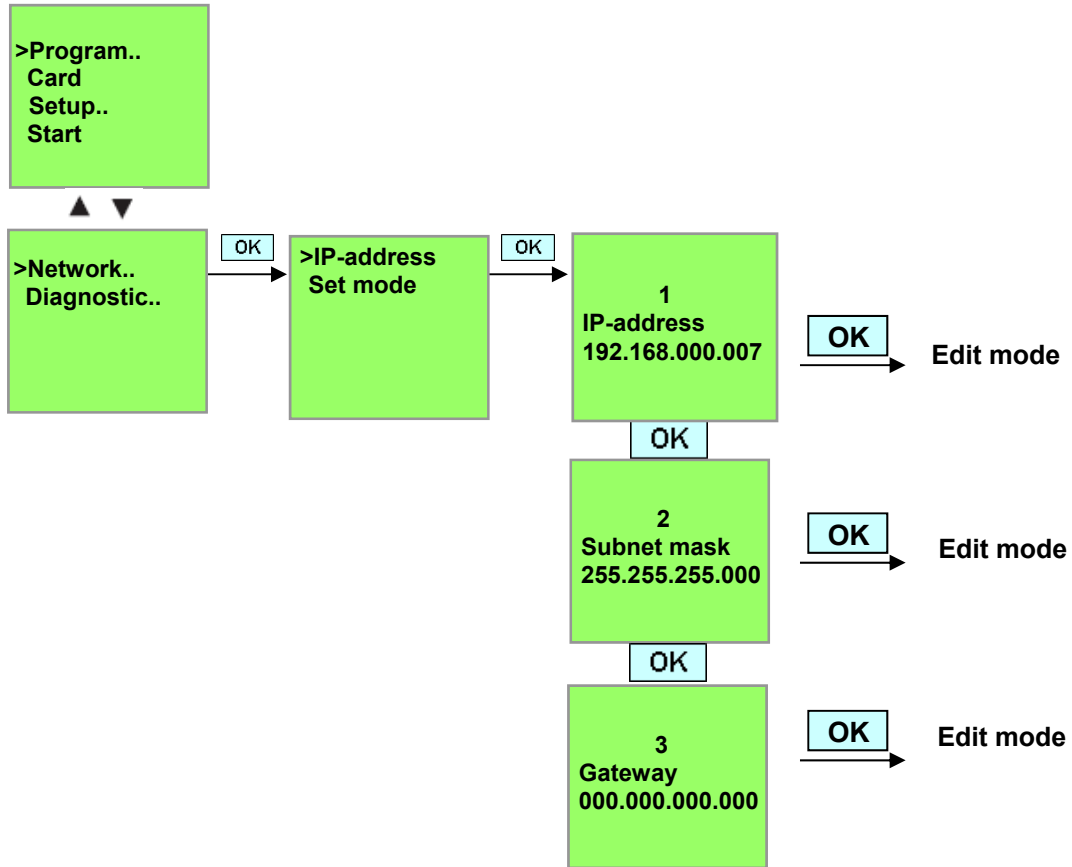 >Program..
Card
Setup..
Start
▲ ▼
>Network..
Diagnostic..
OK
>IP-address
Set mode
OK
1
IP-address
192.168.000.007
OK
Edit mode
OK
2
Subnet mask
255.255.255.000
OK
Edit mode
OK
3
Gateway
000.000.000.000
OK
Edit mode